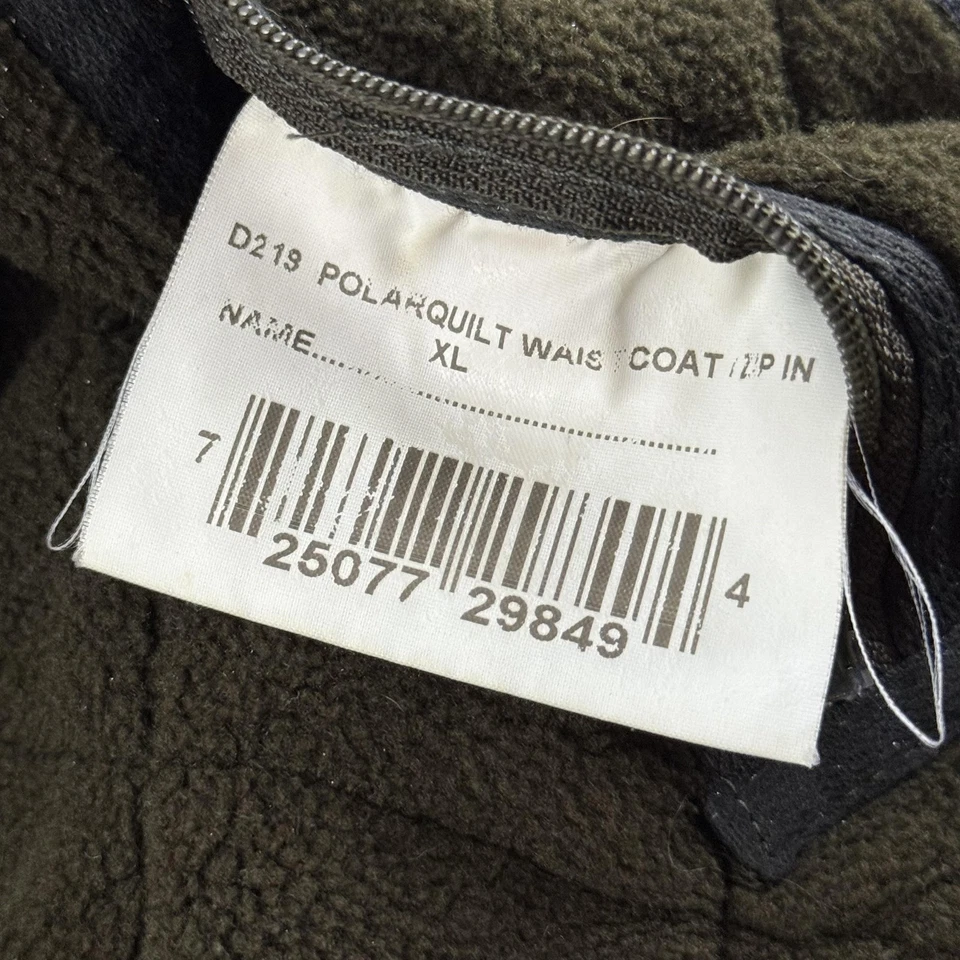 D219 POLARQUILT WAISTCOAT ZIP IN
XL
NAME............................................................
7 25077 29849 4